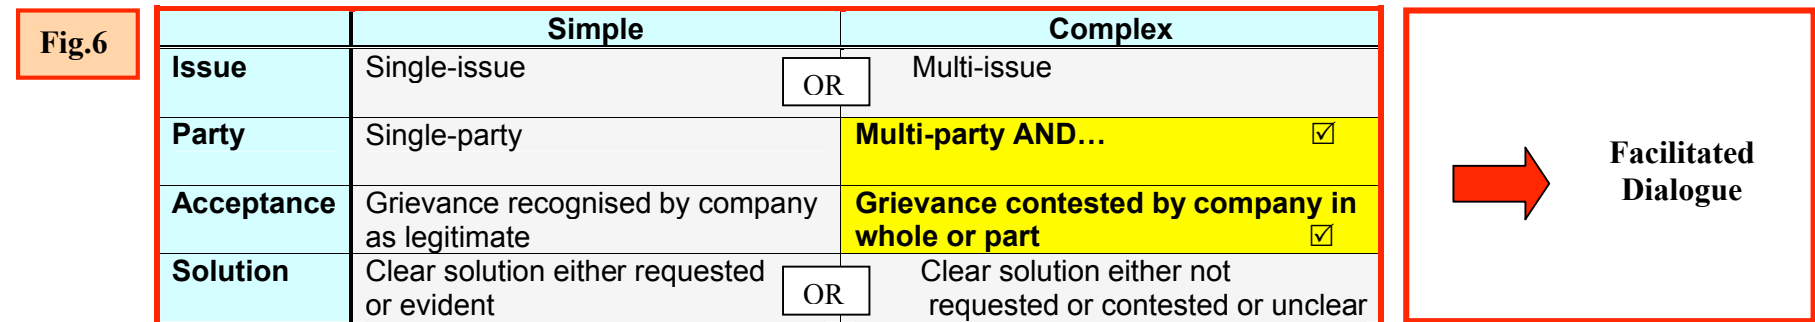 Fig.6
Simple
Complex
Issue
Single-issue
OR
Multi-issue
Party
Single-party
Multi-party AND… ☑
Acceptance
Grievance recognised by company
as legitimate
Grievance contested by company in
whole or part ☑
Solution
Clear solution either requested
or evident
OR
Clear solution either not
requested or contested or unclear
Facilitated
Dialogue